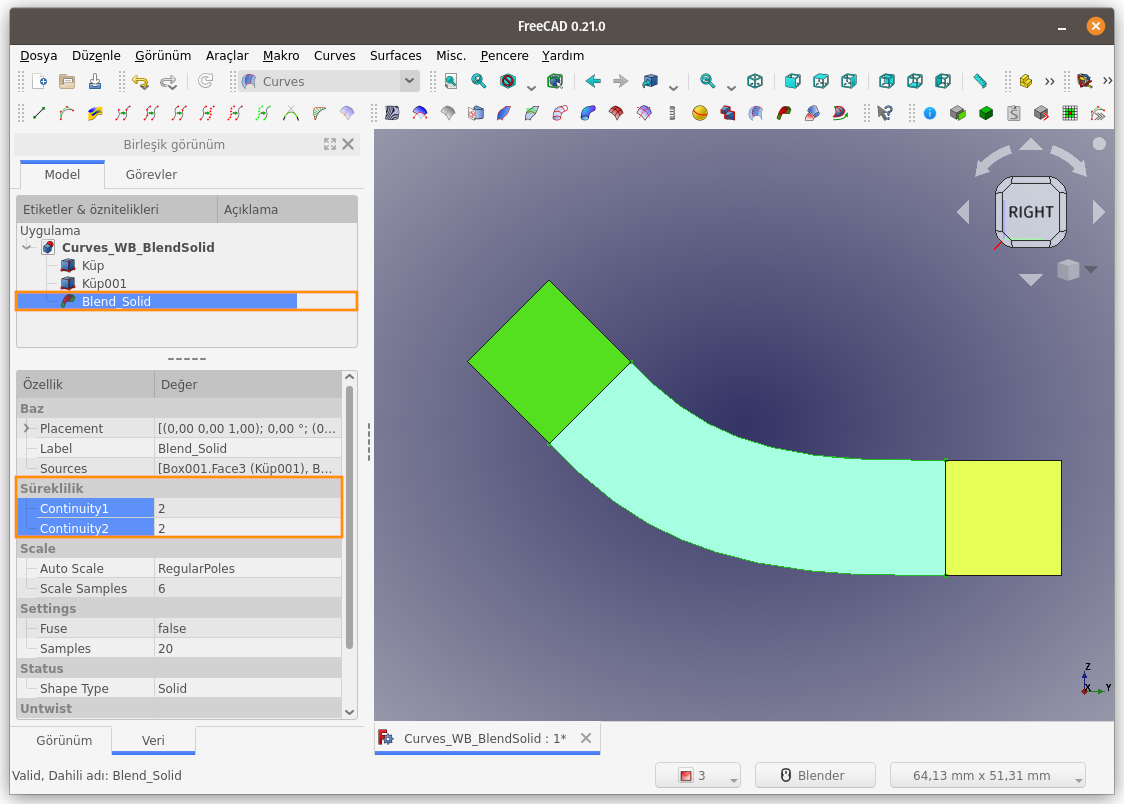 FreeCAD 0.21.0
Dosya Düzenle Görünüm Araçlar Makro Curves Surfaces Misc. Pencere Yardım
Curves
Birleşik görünüm
Model Görevler
Etiketler & öznitelikleri Açıklama
Uygulama
Curves_WB_BlendSolid
Küp
Küp001
Blend_Solid
Özellik Değer
Baz
Placement [(0,00 0,00 1,00); 0,00 °; (0...
Label Blend_Solid
Sources [Box001.Face3 (Küp001), B...
Süreklilik
Continuity1 2
Continuity2 2
Scale
Auto Scale RegularPoles
Scale Samples 6
Settings
Fuse false
Samples 20
Status
Shape Type Solid
Untwist
Görünüm Veri
RIGHT
Z
X
Y
Curves_WB_BlendSolid : 1*
Valid, Dahili adı: Blend_Solid
3 Blender 64,13 mm x 51,31 mm